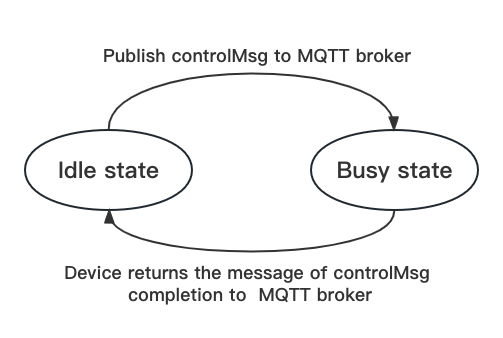 Publish controlMsg to MQTT broker
Idle state
Busy state
Device returns the message of controlMsg
completion to  MQTT broker